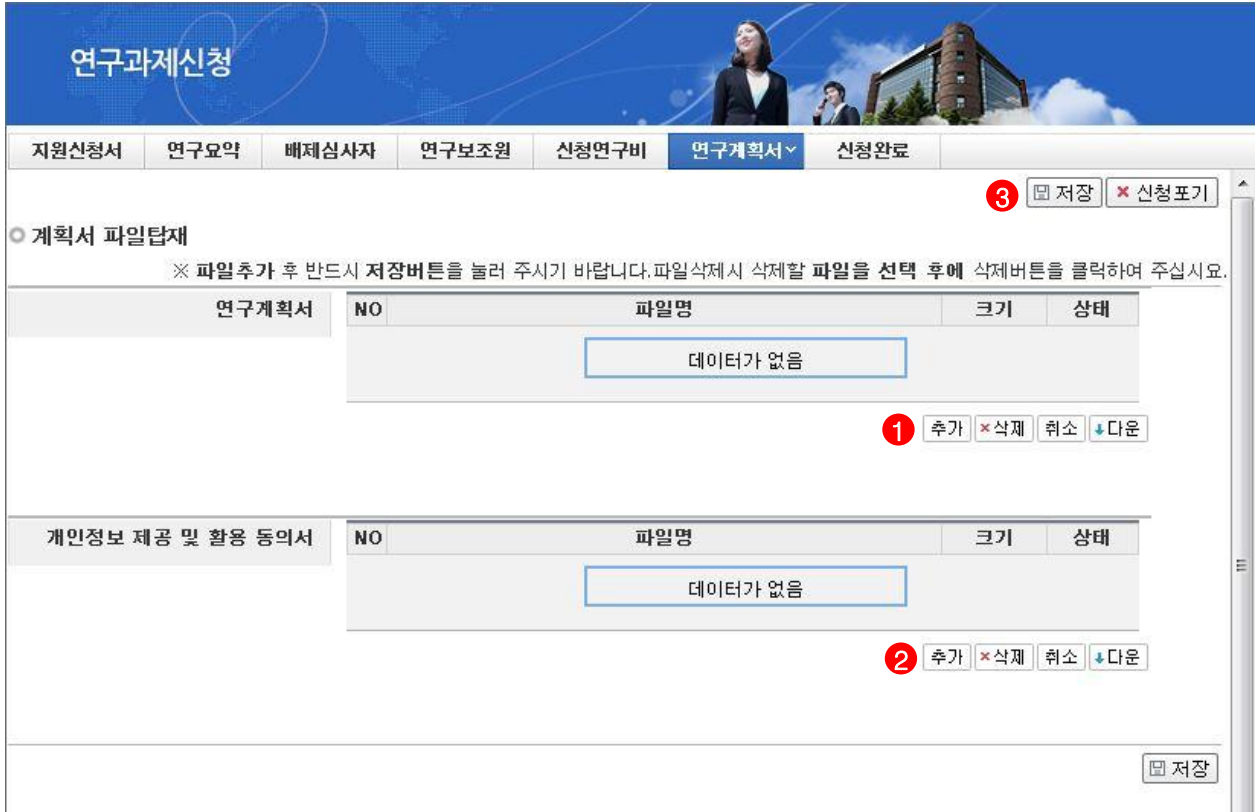 연구과제신청
지원신청서 연구요약 배제심사자 연구보조원 신청연구비 연구계획서 신청완료
3 저장 신청포기
계획서 파일탑재
※ 파일추가 후 반드시 저장버튼을 눌러 주시기 바랍니다.파일삭제시 삭제할 파일을 선택 후에 삭제버튼을 클릭하여 주십시요.
연구계획서 NO 파일명 크기 상태
데이터가 없음
1 추가 삭제 취소 다운
개인정보 제공 및 활용 동의서 NO 파일명 크기 상태
데이터가 없음
2 추가 삭제 취소 다운
저장